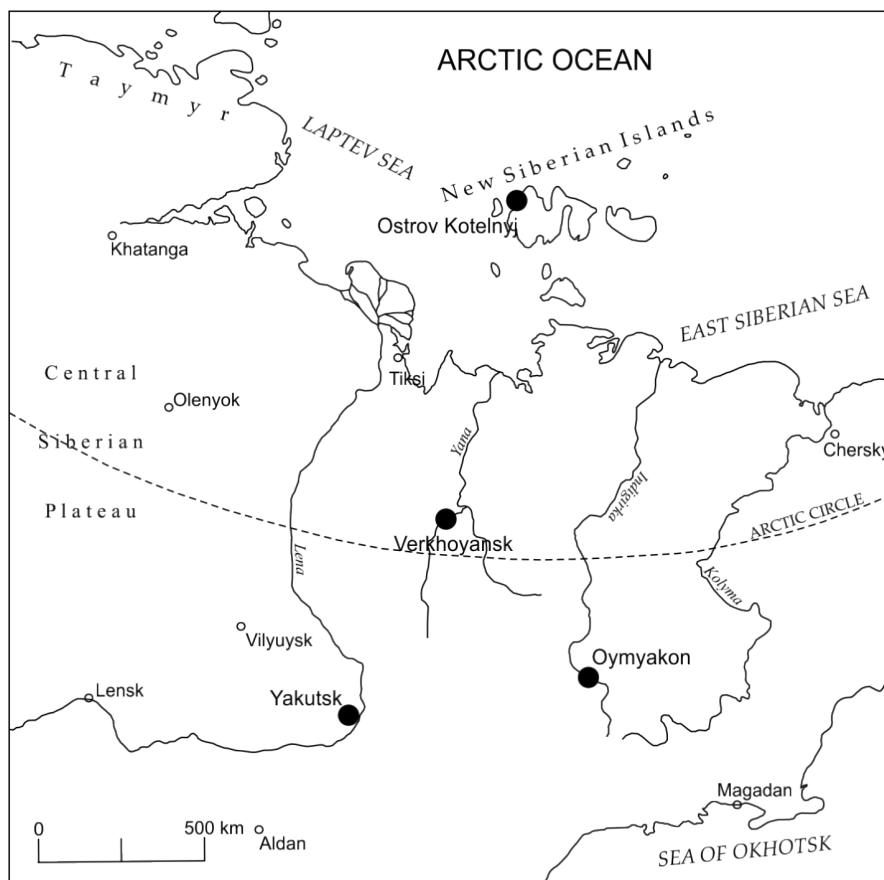 ARCTIC OCEAN
Taymyr
LAPTEV SEA
New Siberian Islands
Ostrov Kotelnyj
Khatanga
EAST SIBERIAN SEA
Central
Tiksi
Olenyok
Siberian
Yana
Chersky
Indigirka
Plateau
ARCTIC CIRCLE
Verkhoyansk
Lena
Kolyma
Vilyuysk
Oymyakon
Lensk
Yakutsk
Magadan
0 500 km
Aldan
SEA OF OKHOTSK